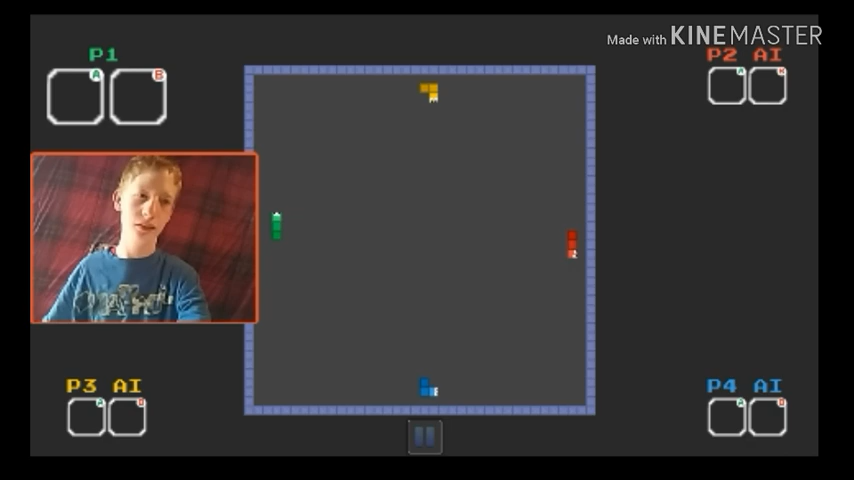 Made with KINEMASTER
P1
A B
P2 AI
A
P3 AI
A
P4 AI
A